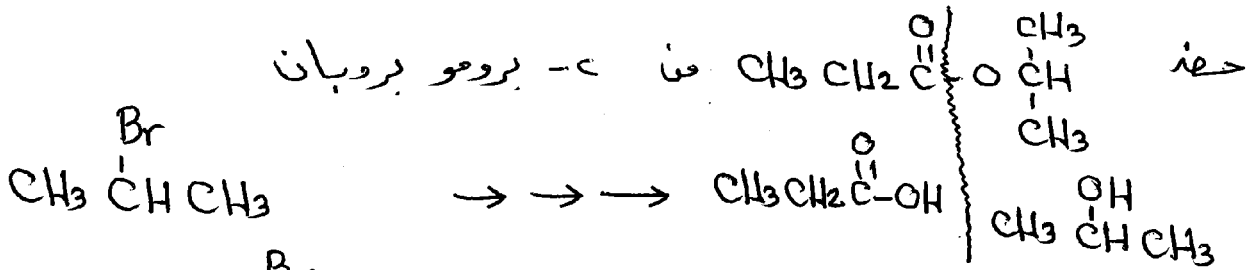 حضر CH3 CH2 C(=O) - O CH(CH3) CH3 من ٢- برومو بروبان
CH3 CH(Br) CH3 → → → CH3CH2C(=O)-OH CH3 CH(OH) CH3
Br